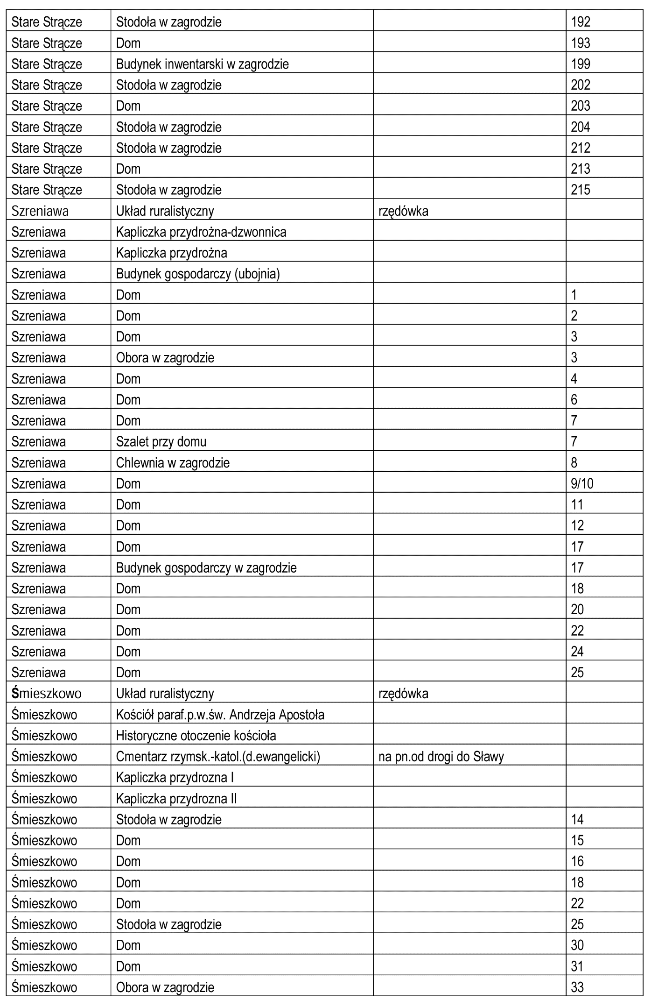 Stare Strącze Stodoła w zagrodzie 192
Stare Strącze Dom 193
Stare Strącze Budynek inwentarski w zagrodzie 199
Stare Strącze Stodoła w zagrodzie 202
Stare Strącze Dom 203
Stare Strącze Stodoła w zagrodzie 204
Stare Strącze Stodoła w zagrodzie 212
Stare Strącze Dom 213
Stare Strącze Stodoła w zagrodzie 215
Szreniawa Układ ruralistyczny rzędówka
Szreniawa Kapliczka przydrożna-dzwonnica
Szreniawa Kapliczka przydrożna
Szreniawa Budynek gospodarczy (ubojnia)
Szreniawa Dom 1
Szreniawa Dom 2
Szreniawa Dom 3
Szreniawa Obora w zagrodzie 3
Szreniawa Dom 4
Szreniawa Dom 6
Szreniawa Dom 7
Szreniawa Szalet przy domu 7
Szreniawa Chlewnia w zagrodzie 8
Szreniawa Dom 9/10
Szreniawa Dom 11
Szreniawa Dom 12
Szreniawa Dom 17
Szreniawa Budynek gospodarczy w zagrodzie 17
Szreniawa Dom 18
Szreniawa Dom 20
Szreniawa Dom 22
Szreniawa Dom 24
Szreniawa Dom 25
Śmieszkowo Układ ruralistyczny rzędówka
Śmieszkowo Kościół paraf.p.w.św. Andrzeja Apostoła
Śmieszkowo Historyczne otoczenie kościoła
Śmieszkowo Cmentarz rzymsk.-katol.(d.ewangelicki) na pn.od drogi do Sławy
Śmieszkowo Kapliczka przydrozna I
Śmieszkowo Kapliczka przydrozna II
Śmieszkowo Stodoła w zagrodzie 14
Śmieszkowo Dom 15
Śmieszkowo Dom 16
Śmieszkowo Dom 18
Śmieszkowo Dom 22
Śmieszkowo Stodoła w zagrodzie 25
Śmieszkowo Dom 30
Śmieszkowo Dom 31
Śmieszkowo Obora w zagrodzie 33